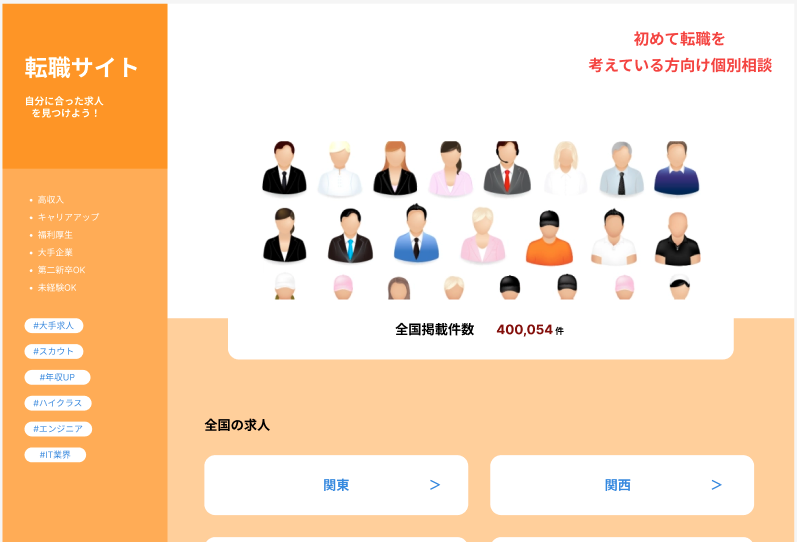 転職サイト
自分に合った求人
を見つけよう！
初めて転職を
考えている方向け個別相談
高収入
キャリアアップ
福利厚生
大手企業
第二新卒OK
未経験OK
#大手求人
#スカウト
#年収UP
#ハイクラス
#エンジニア
#IT業界
全国掲載件数 400,054 件
全国の求人
関東 ＞
関西 ＞